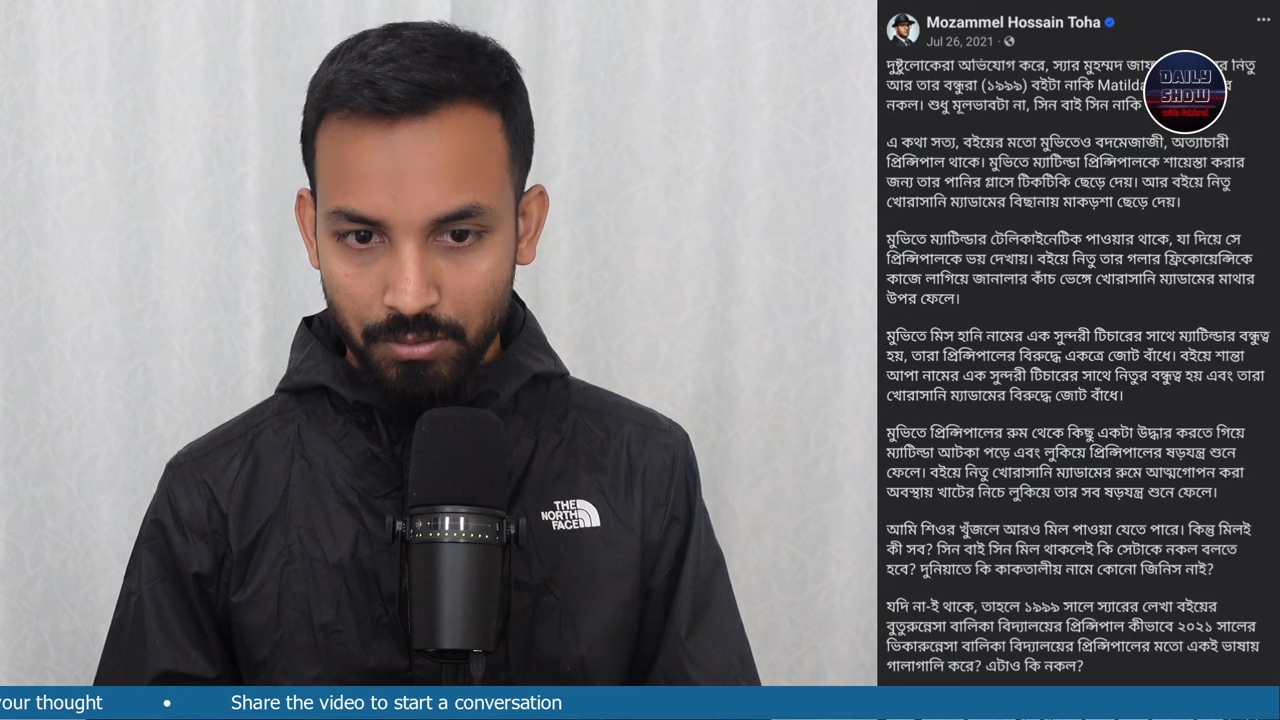 Mozammel Hossain Toha
Jul 26, 2021
দুষ্টুলোকেরা অভিযোগ করে, স্যার মুহম্মদ নিতু
আর তার বন্ধুরা (১৯৯৯) বইটা নাকি
নকল। শুধু মূলভাবটা না, সিন বাই সিন নাকি
DAILY
SHOW
এ কথা সত্য, বইয়ের মতো মুভিতেও বদমেজাজী, অত্যাচারী
প্রিন্সিপাল থাকে। মুভিতে ম্যাটিল্ডা প্রিন্সিপালকে শায়েস্তা করার
জন্য তার পানির গ্লাসে টিকটিকি ছেড়ে দেয়। আর বইয়ে নিতু
খোরাসানি ম্যাডামের বিছানায় মাকড়শা ছেড়ে দেয়।
মুভিতে ম্যাটিল্ডার টেলিকাইনেটিক পাওয়ার থাকে, যা দিয়ে সে
প্রিন্সিপালকে ভয় দেখায়। বইয়ে নিতু তার গলার ফ্রিকোয়েন্সিকে
কাজে লাগিয়ে জানালার কাঁচ ভেঙ্গে খোরাসানি ম্যাডামের মাথার
উপর ফেলে।
মুভিতে মিস হানি নামের এক সুন্দরী টিচারের সাথে ম্যাটিল্ডার বন্ধুত্ব
হয়, তারা প্রিন্সিপালের বিরুদ্ধে একত্রে জোট বাঁধে। বইয়ে শান্তা
আপা নামের এক সুন্দরী টিচারের সাথে নিতুর বন্ধুত্ব হয় এবং তারা
খোরাসানি ম্যাডামের বিরুদ্ধে জোট বাঁধে।
মুভিতে প্রিন্সিপালের রুম থেকে কিছু একটা উদ্ধার করতে গিয়ে
ম্যাটিল্ডা আটকা পড়ে এবং লুকিয়ে প্রিন্সিপালের ষড়যন্ত্র শুনে
ফেলে। বইয়ে নিতু খোরাসানি ম্যাডামের রুমে আত্মগোপন করা
অবস্থায় খাটের নিচে লুকিয়ে তার সব ষড়যন্ত্র শুনে ফেলে।
আমি শিওর খুঁজলে আরও মিল পাওয়া যেতে পারে। কিন্তু মিলই
কী সব? সিন বাই সিন মিল থাকলেই কি সেটাকে নকল বলতে
হবে? দুনিয়াতে কি কাকতালীয় নামে কোনো জিনিস নাই?
যদি না-ই থাকে, তাহলে ১৯৯৯ সালে স্যারের লেখা বইয়ের
বুতুরুন্নেসা বালিকা বিদ্যালয়ের প্রিন্সিপাল কীভাবে ২০২১ সালের
ভিকারুন্নেসা বালিকা বিদ্যালয়ের প্রিন্সিপালের মতো একই ভাষায়
গালাগালি করে? এটাও কি নকল?
THE
NORTH
FACE
your thought • Share the video to start a conversation